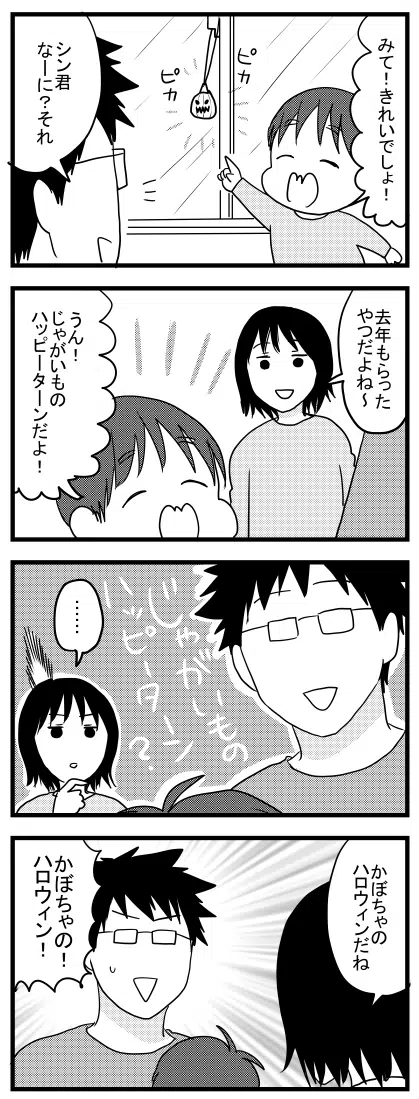 みて！きれいでしょ！
ピカ
ピカ
シン君
なーに？それ
去年もらった
やつだよね～
うん！
じゃがいもの
ハッピーターンだよ！
じゃがいもの
ハッピーターン？
……
かぼちゃの
ハロウィンだね
かぼちゃの！
ハロウィン！